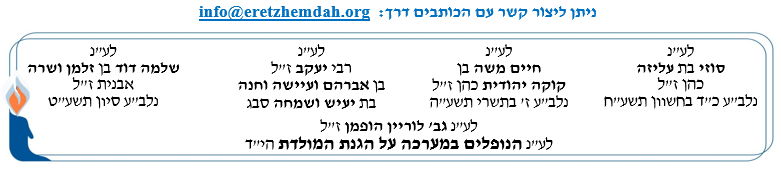 ניתן ליצור קשר עם הכותבים דרך: info@eretzhemdah.org
לע״נ
סוזי בת עליזה
כהן ז״ל
נלב״ע כ״ד בחשוון תשע״ח
לע״נ
חיים משה בן
קוקה יהודית כהן ז״ל
נלב״ע ז׳ בתשרי תשע״ה
לע״נ
רבי יעקב ז״ל
בן אברהם ועיישה וחנה
בת יעיש ושמחה סבג
לע״נ
שלמה דוד בן זלמן ושרה
אבנית ז״ל
נלב״ע סיון תשע״ט
לע״נ גב׳ לוריין הופמן ז״ל
לע״נ הנופלים במערכה על הגנת המולדת הי״ד